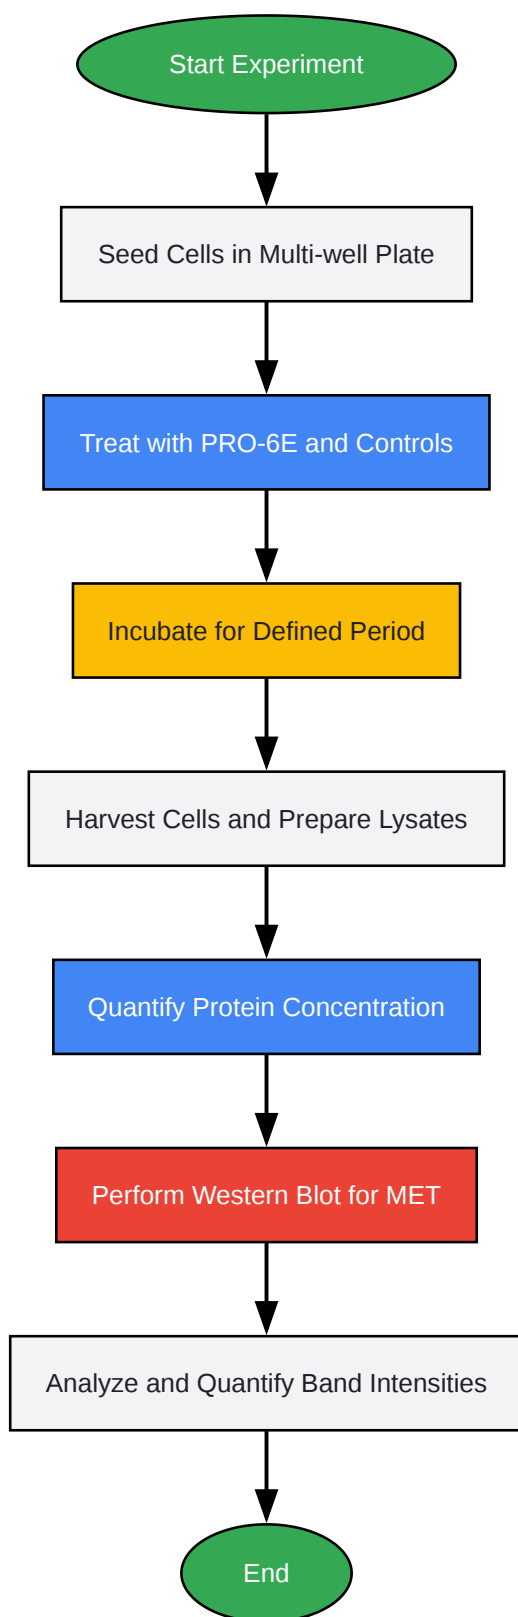 Start Experiment
Seed Cells in Multi-well Plate
Treat with PRO-6E and Controls
Incubate for Defined Period
Harvest Cells and Prepare Lysates
Quantify Protein Concentration
Perform Western Blot for MET
Analyze and Quantify Band Intensities
End